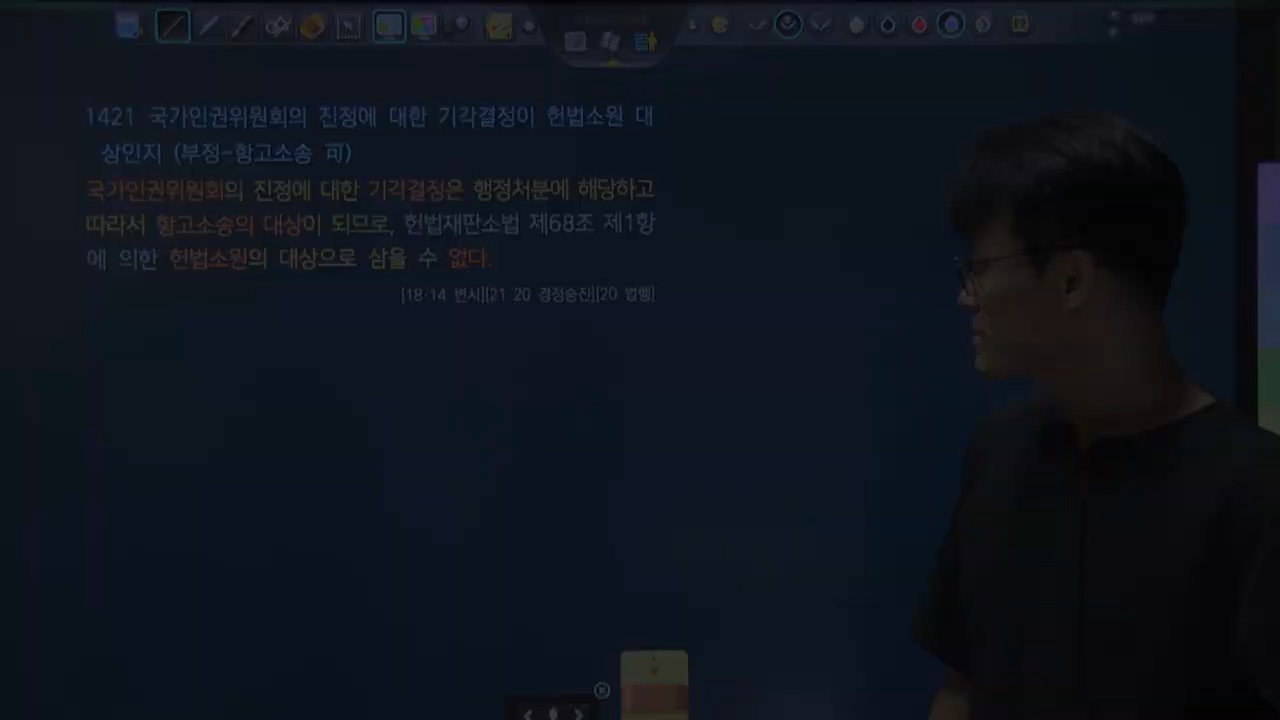 1421 국가인권위원회의 진정에 대한 기각결정이 헌법소원 대
상인지 (부정-항고소송 可)
국가인권위원회의 진정에 대한 기각결정은 행정처분에 해당하고
따라서 항고소송의 대상이 되므로, 헌법재판소법 제68조 제1항
에 의한 헌법소원의 대상으로 삼을 수 없다.
[18·14 변시][21·20 경정승진][20 법행]